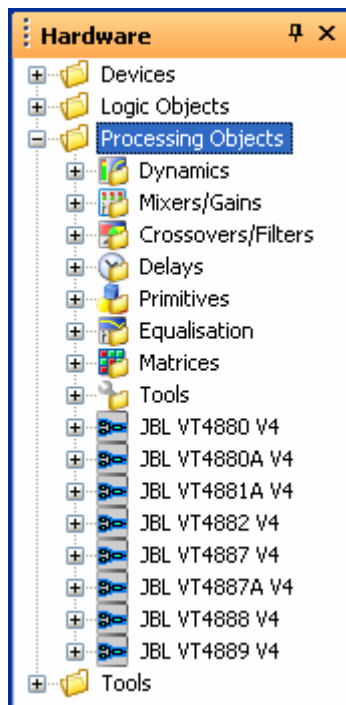 Hardware
Devices
Logic Objects
Processing Objects
Dynamics
Mixers/Gains
Crossovers/Filters
Delays
Primitives
Equalisation
Matrices
Tools
JBL VT4880 V4
JBL VT4880A V4
JBL VT4881A V4
JBL VT4882 V4
JBL VT4887 V4
JBL VT4887A V4
JBL VT4888 V4
JBL VT4889 V4
Tools